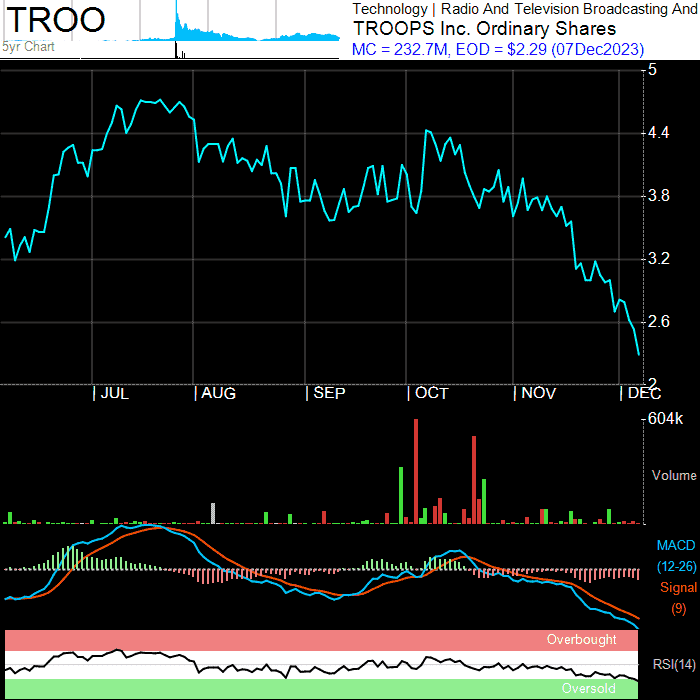 TROO
5yr Chart
Technology | Radio And Television Broadcasting And
TROOPS Inc. Ordinary Shares
MC = 232.7M, EOD = $2.29 (07Dec2023)
5
4.4
3.8
3.2
2.6
2
| JUL | AUG | SEP | OCT | NOV | DEC
604k
Volume
MACD
(12-26)
Signal
(9)
Overbought
RSI(14)
Oversold